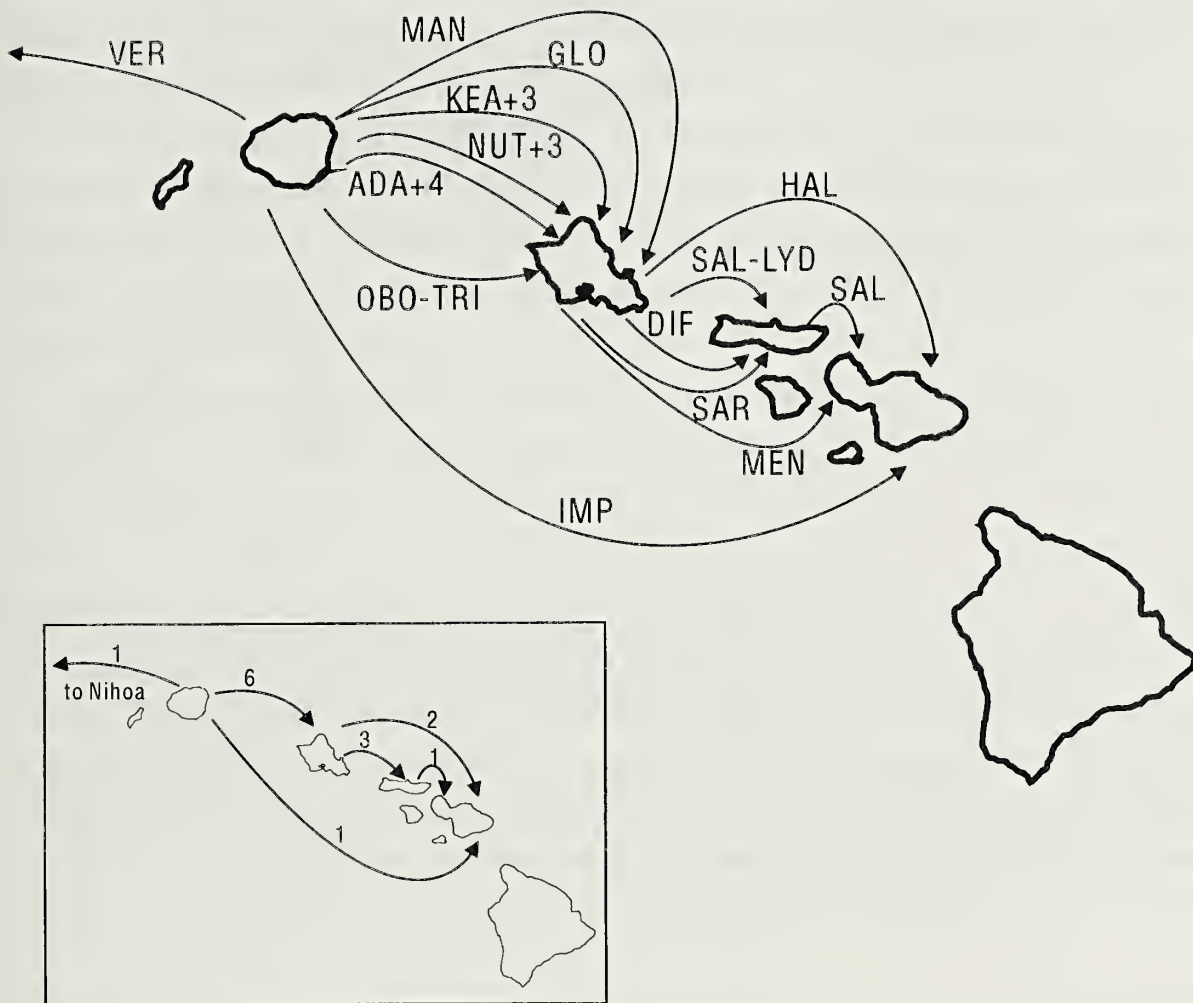 MAN
VER
GLO
KEA+3
NUT+3
ADA+4
HAL
SAL-LYD
SAL
OBO-TRI
DIF
SAR
MEN
IMP
1
6
to Nihoa
2
3
1
1